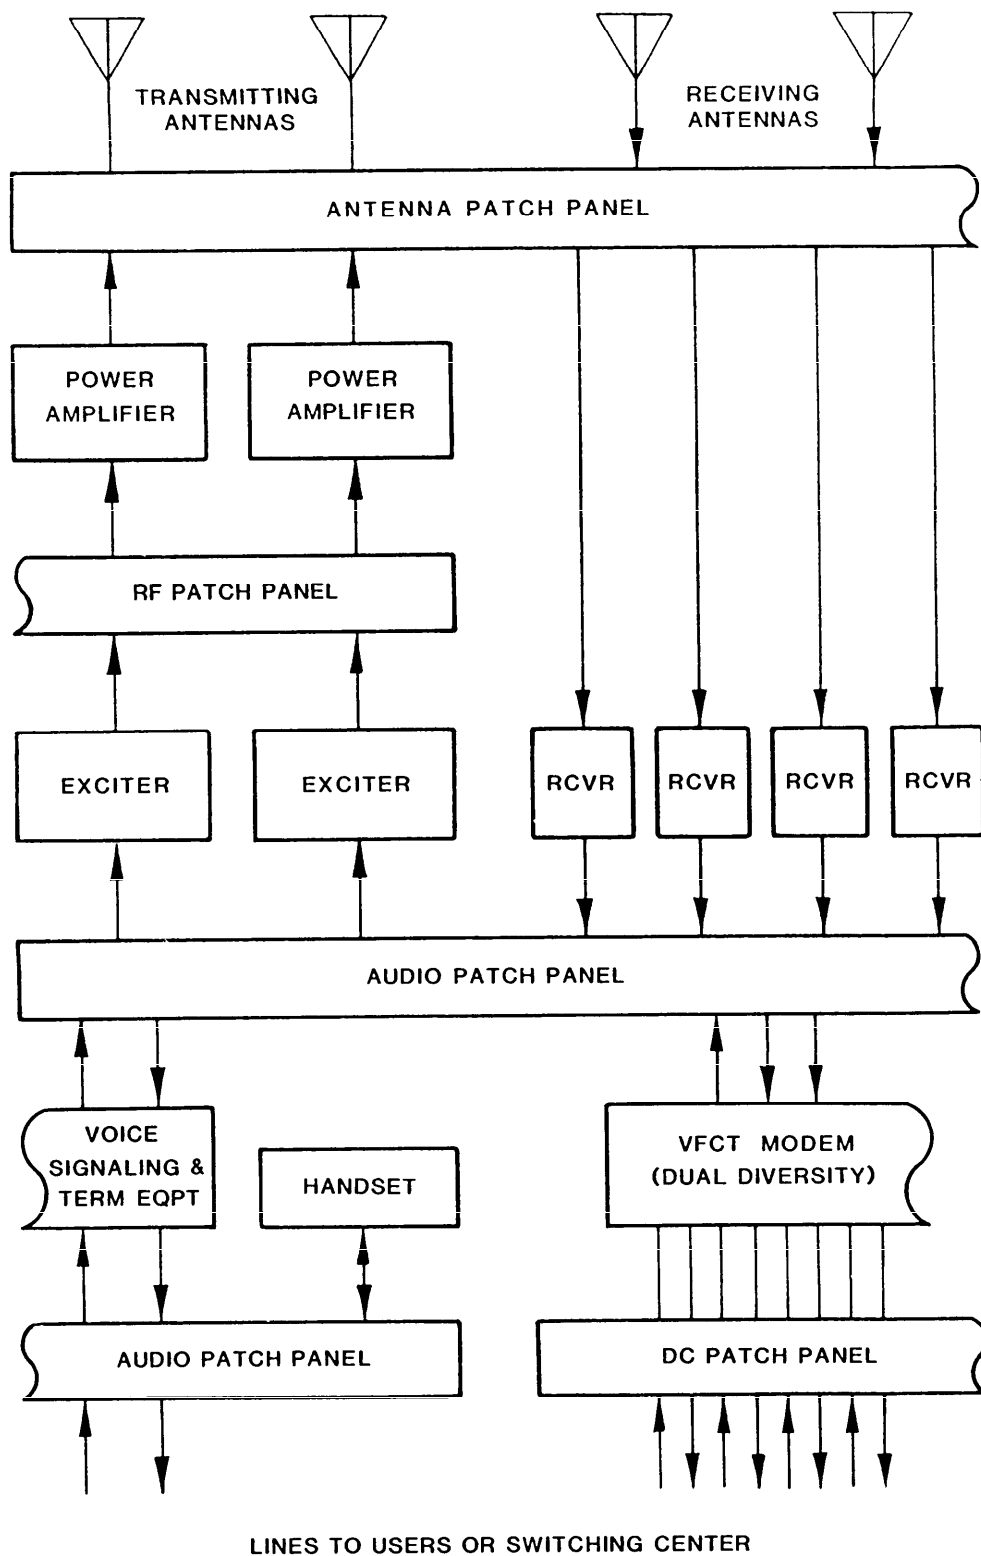 TRANSMITTING
ANTENNAS
RECEIVING
ANTENNAS
ANTENNA PATCH PANEL
POWER
AMPLIFIER
POWER
AMPLIFIER
RF PATCH PANEL
EXCITER
EXCITER
RCVR
RCVR
RCVR
RCVR
AUDIO PATCH PANEL
VOICE
SIGNALING &
TERM EQPT
HANDSET
VFCT MODEM
(DUAL DIVERSITY)
AUDIO PATCH PANEL
DC PATCH PANEL
LINES TO USERS OR SWITCHING CENTER